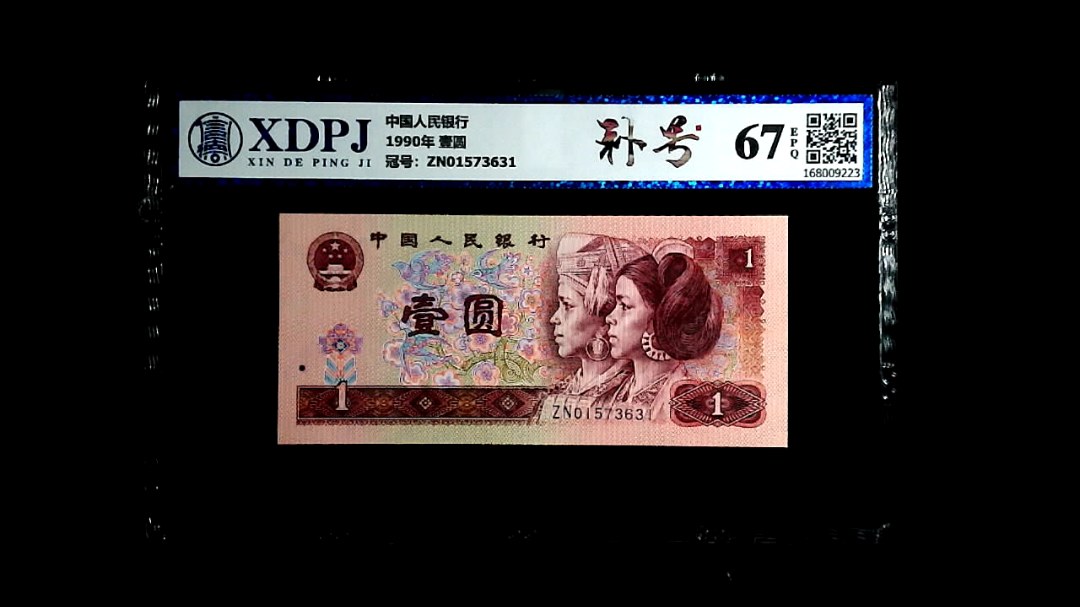 XDPJ
XIN DE PING JI
中国人民银行
1990年 壹圆
冠号：ZN01573631
补号
67
EPQ
168009223
中国人民银行
壹圆
1
1
ZN01573631
1